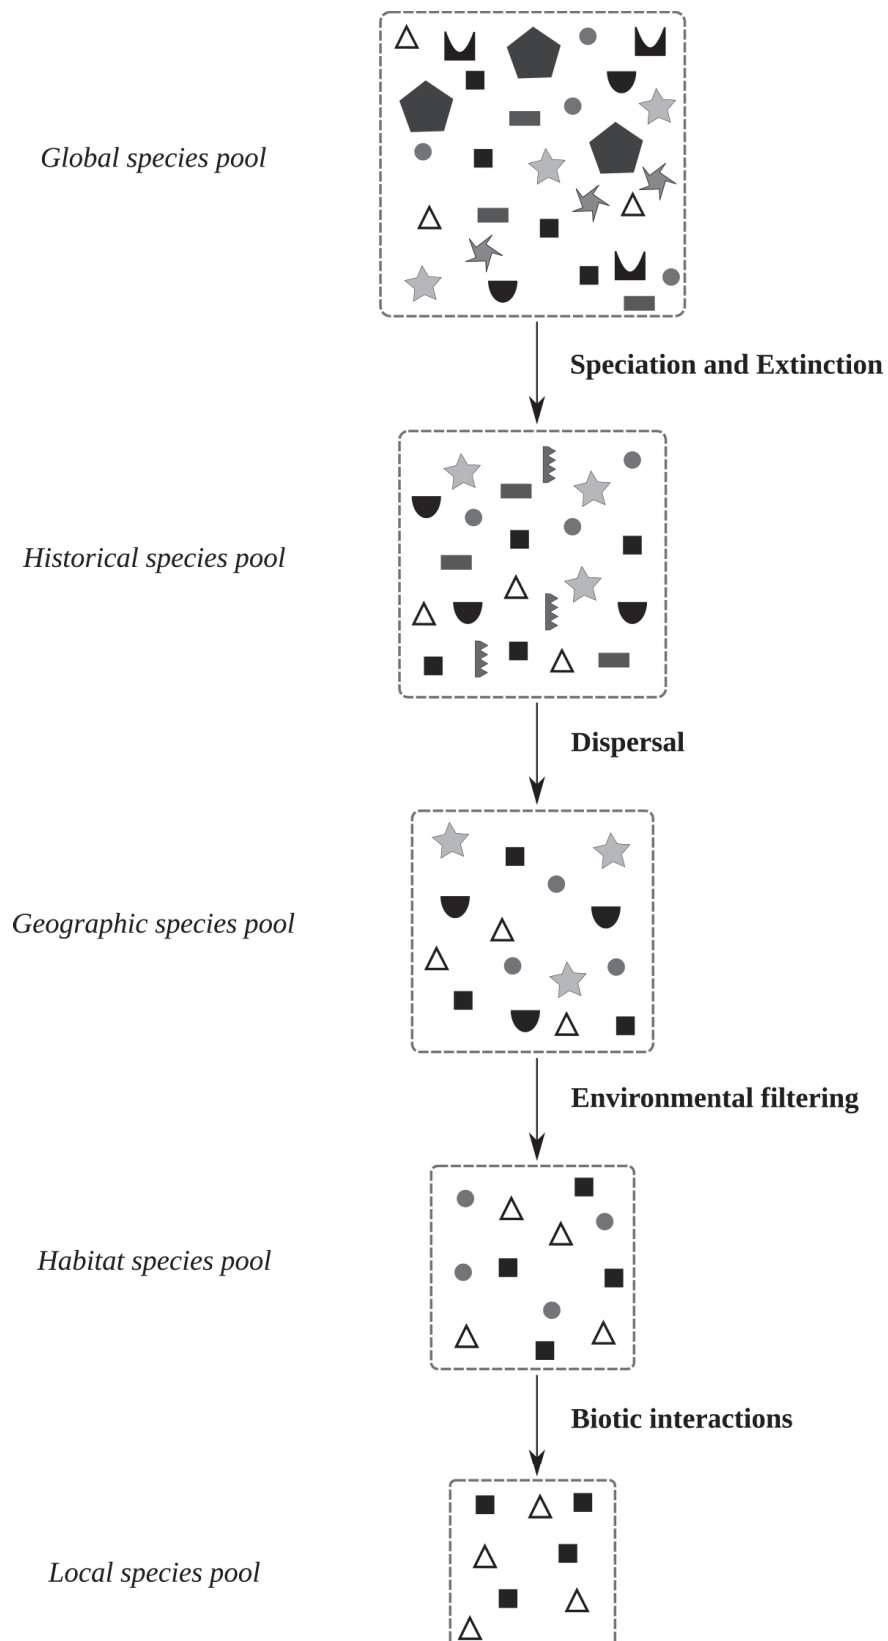 Global species pool
Speciation and Extinction
Historical species pool
Dispersal
Geographic species pool
Environmental filtering
Habitat species pool
Biotic interactions
Local species pool